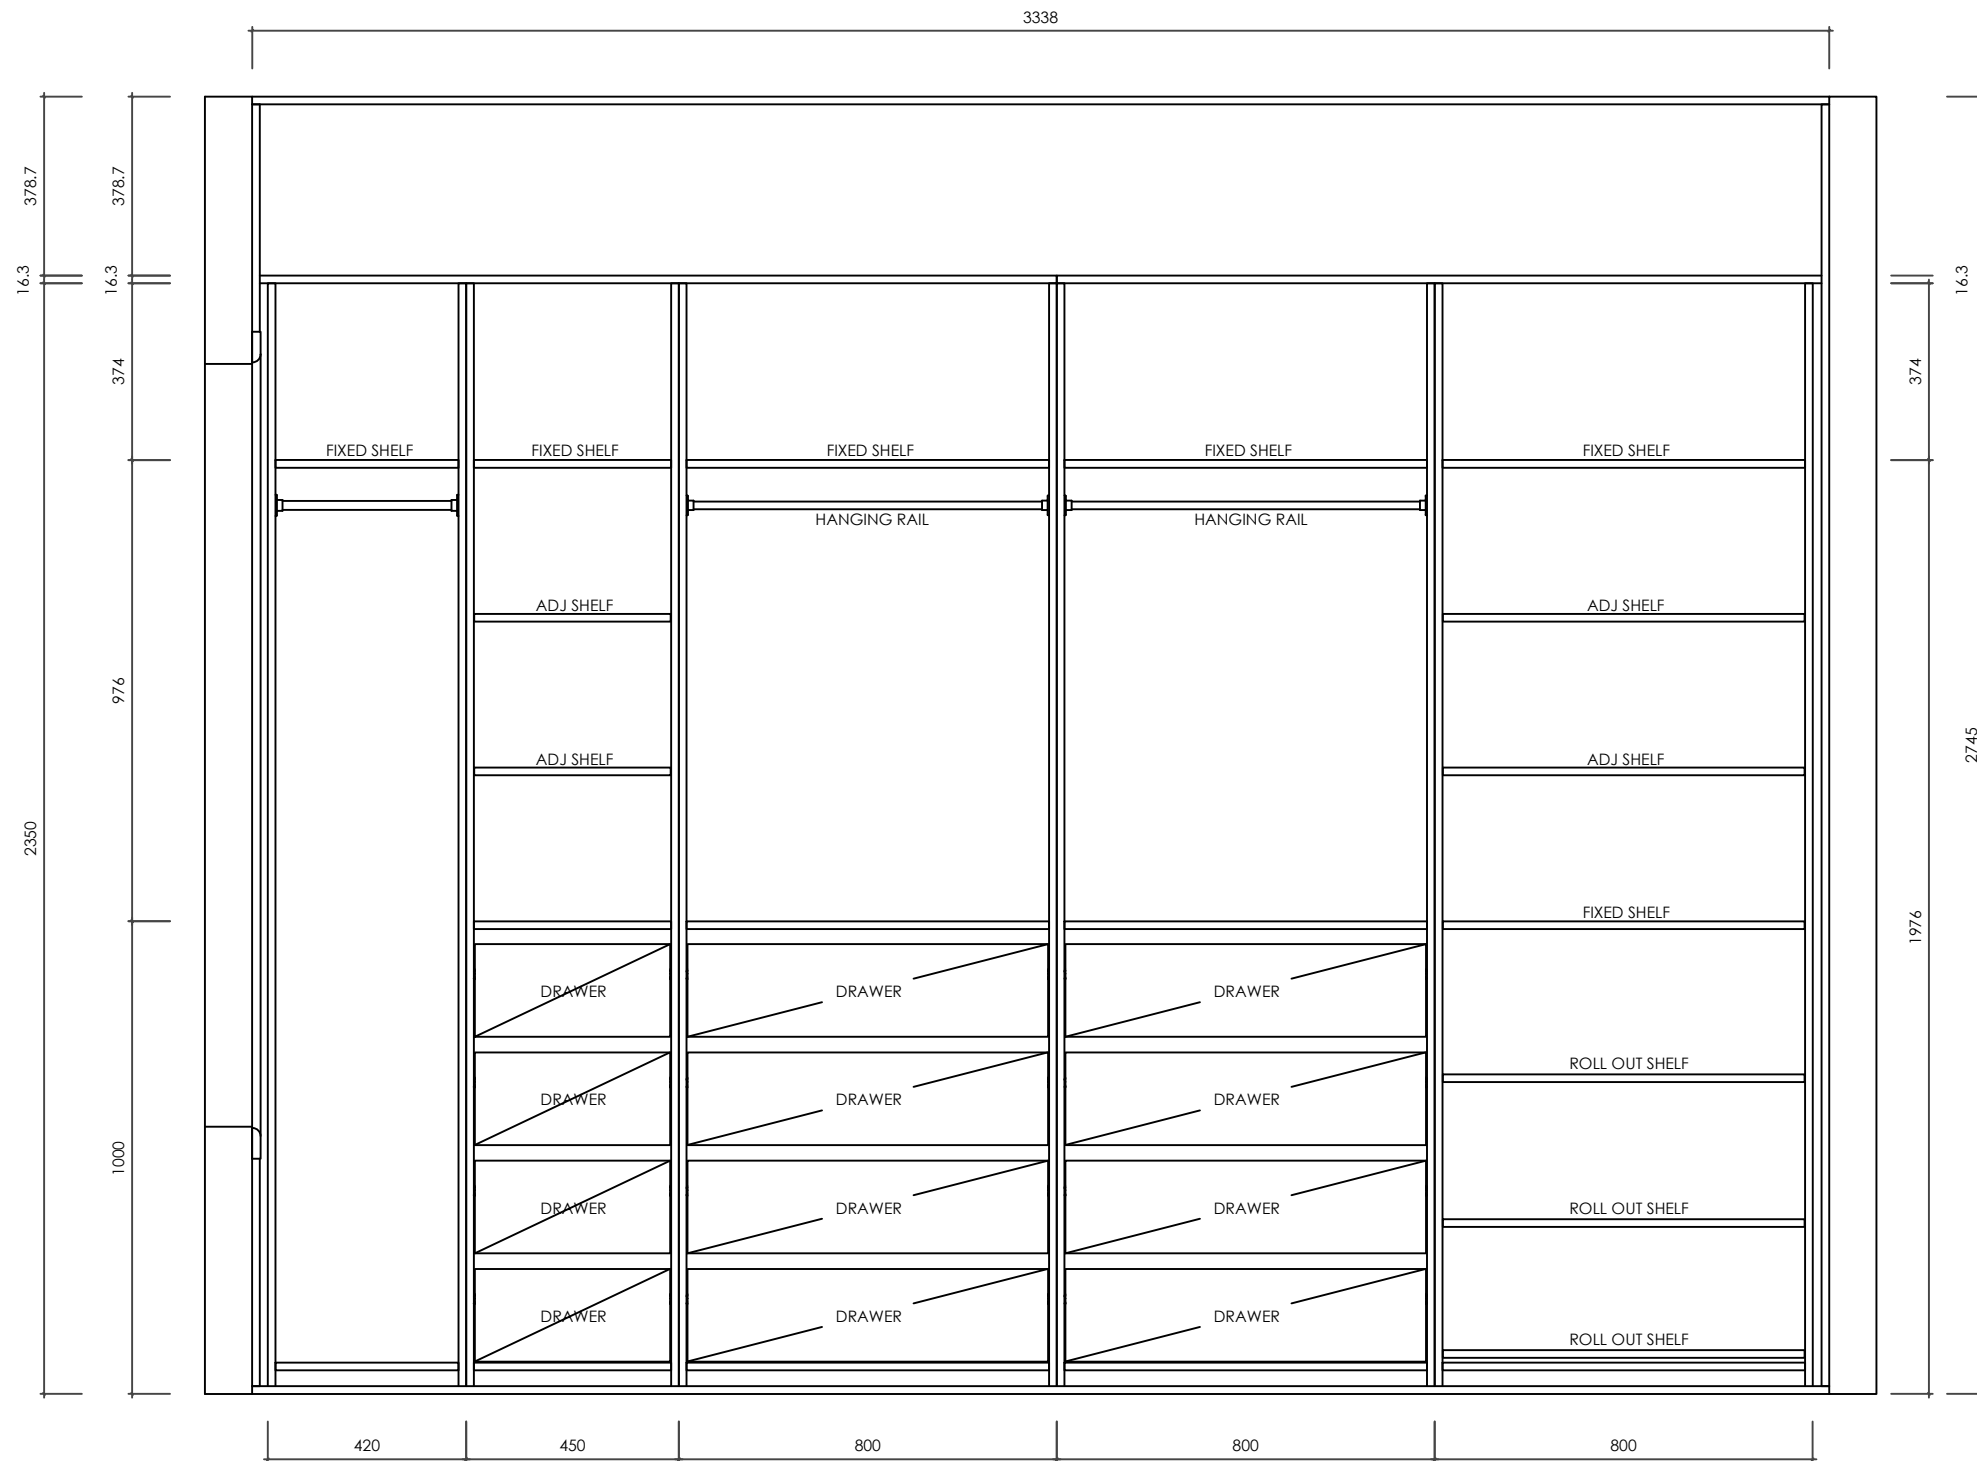 3338
378.7
378.7
16.3
16.3
16.3
374
374
FIXED SHELF
FIXED SHELF
FIXED SHELF
FIXED SHELF
FIXED SHELF
HANGING RAIL
HANGING RAIL
ADJ SHELF
ADJ SHELF
976
2745
ADJ SHELF
ADJ SHELF
2350
FIXED SHELF
1976
DRAWER
DRAWER
DRAWER
ROLL OUT SHELF
DRAWER
DRAWER
DRAWER
1000
DRAWER
DRAWER
DRAWER
ROLL OUT SHELF
DRAWER
DRAWER
DRAWER
ROLL OUT SHELF
420
450
800
800
800